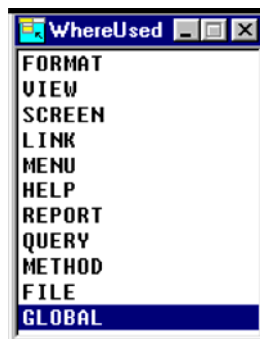 WhereUsed
FORMAT
VIEW
SCREEN
LINK
MENU
HELP
REPORT
QUERY
METHOD
FILE
GLOBAL